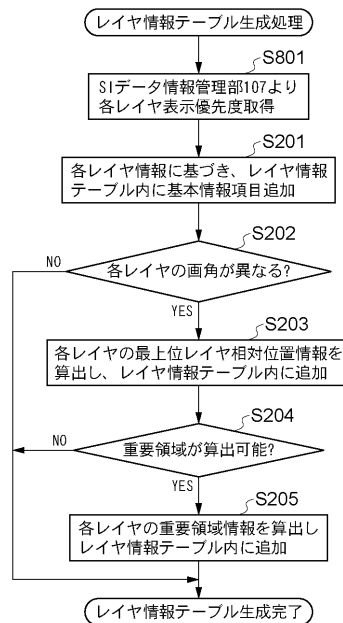 レイヤ情報テーブル生成処理
S801
SIデータ情報管理部107より
各レイヤ表示優先度取得
S201
各レイヤ情報に基づき、レイヤ情報
テーブル内に基本情報項目追加
S202
NO
各レイヤの画角が異なる?
YES
S203
各レイヤの最上位レイヤ相対位置情報を
算出し、レイヤ情報テーブル内に追加
S204
NO
重要領域が算出可能?
YES
S205
各レイヤの重要領域情報を算出し
レイヤ情報テーブル内に追加
レイヤ情報テーブル生成完了